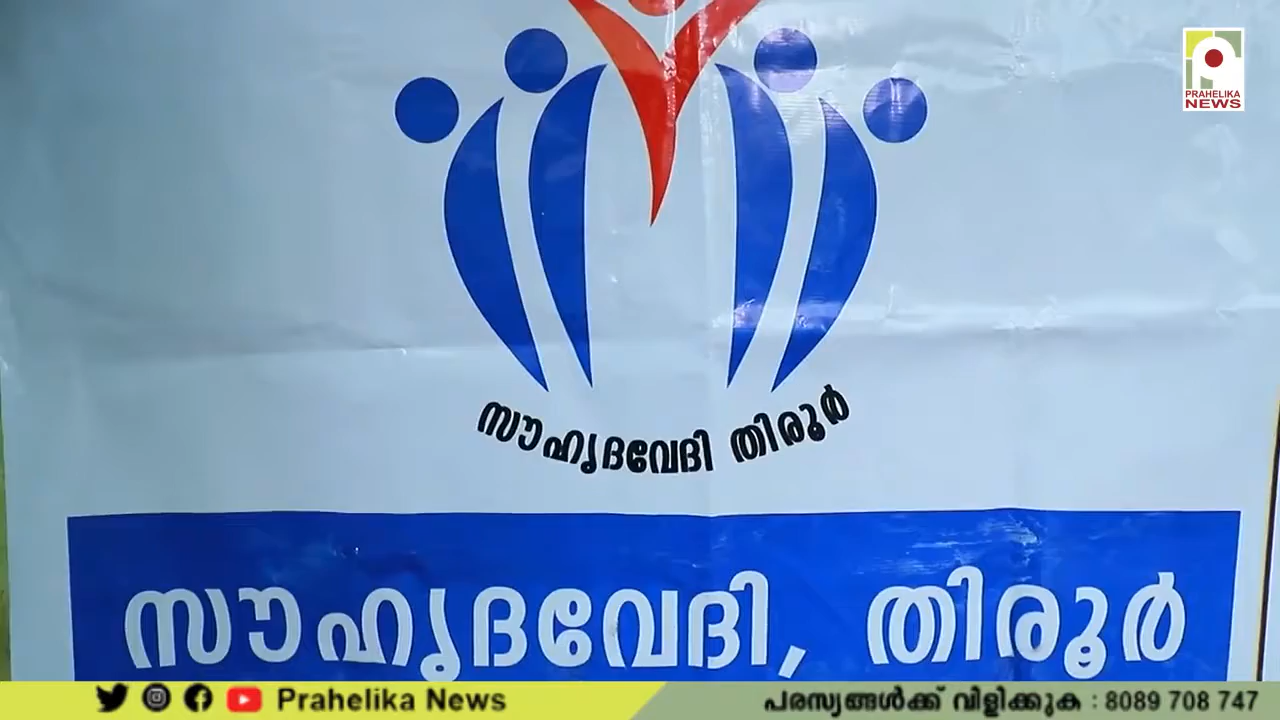 PRAHELIKA
NEWS
സൗഹൃദവേദി തിരൂർ
സൗഹൃദവേദി, തിരൂർ
Prahelika News
പരസ്യങ്ങൾക്ക് വിളിക്കുക : 8089 708 747